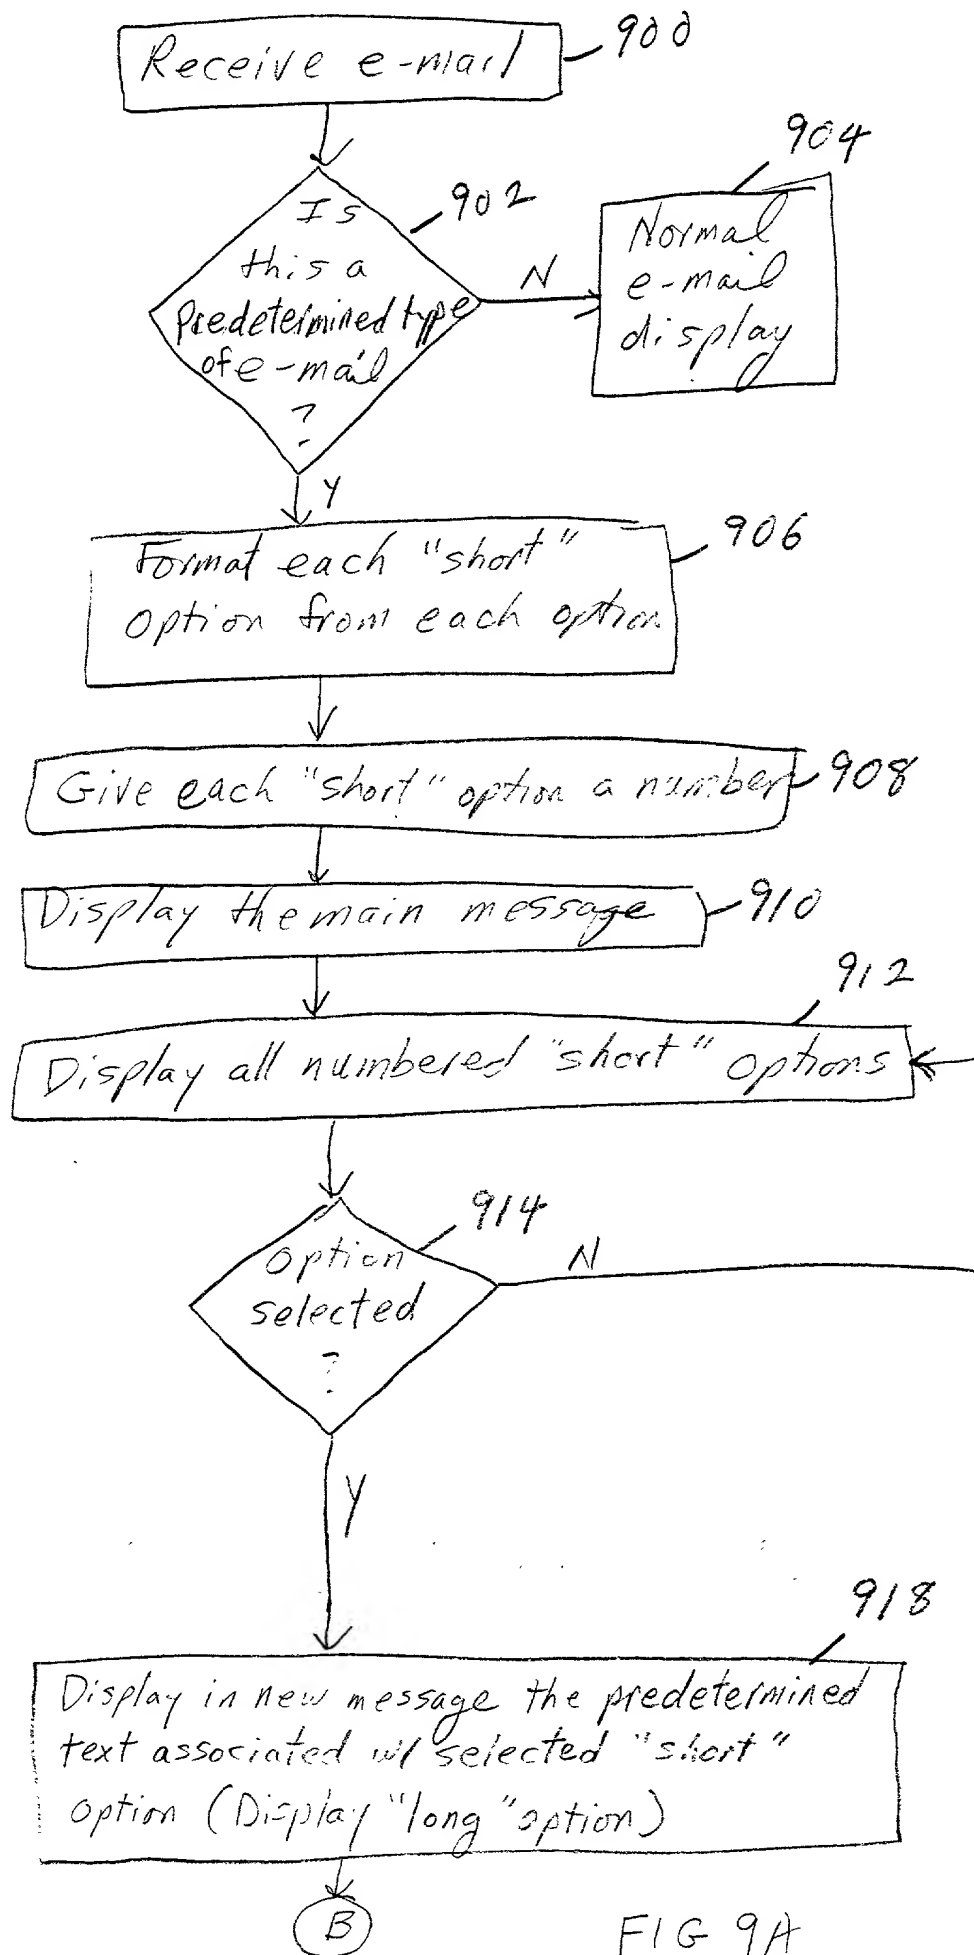 Receive e-mail
900
904
902
Is
this a
Predetermined type
of e-mail
?
N
Normal
e-mail
display
Y
906
Format each "short"
option from each option
Give each "short" option a number
908
Display the main message
910
912
Display all numbered "short" options
914
option
selected
?
N
Y
918
Display in new message the predetermined
text associated w/ selected "short"
option (Display "long" option)
B
FIG 9A